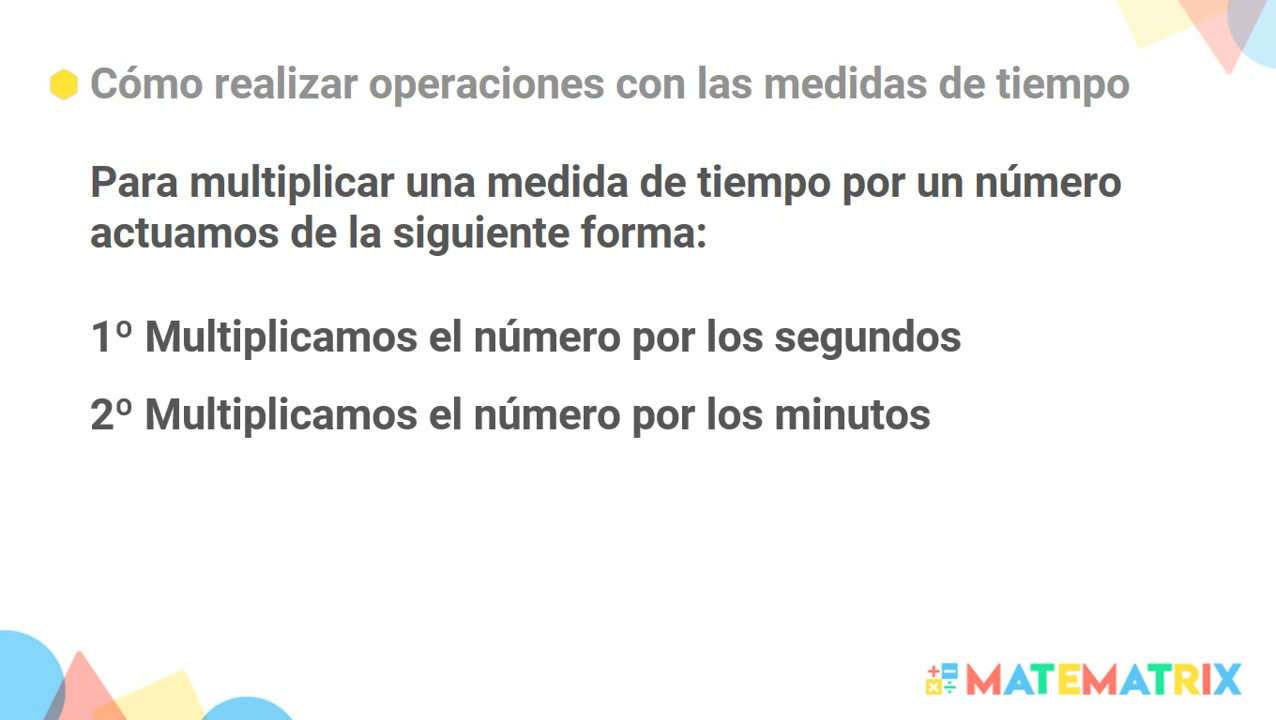 Cómo realizar operaciones con las medidas de tiempo
Para multiplicar una medida de tiempo por un número
actuamos de la siguiente forma:
1º Multiplicamos el número por los segundos
2º Multiplicamos el número por los minutos
MATEMATRIX